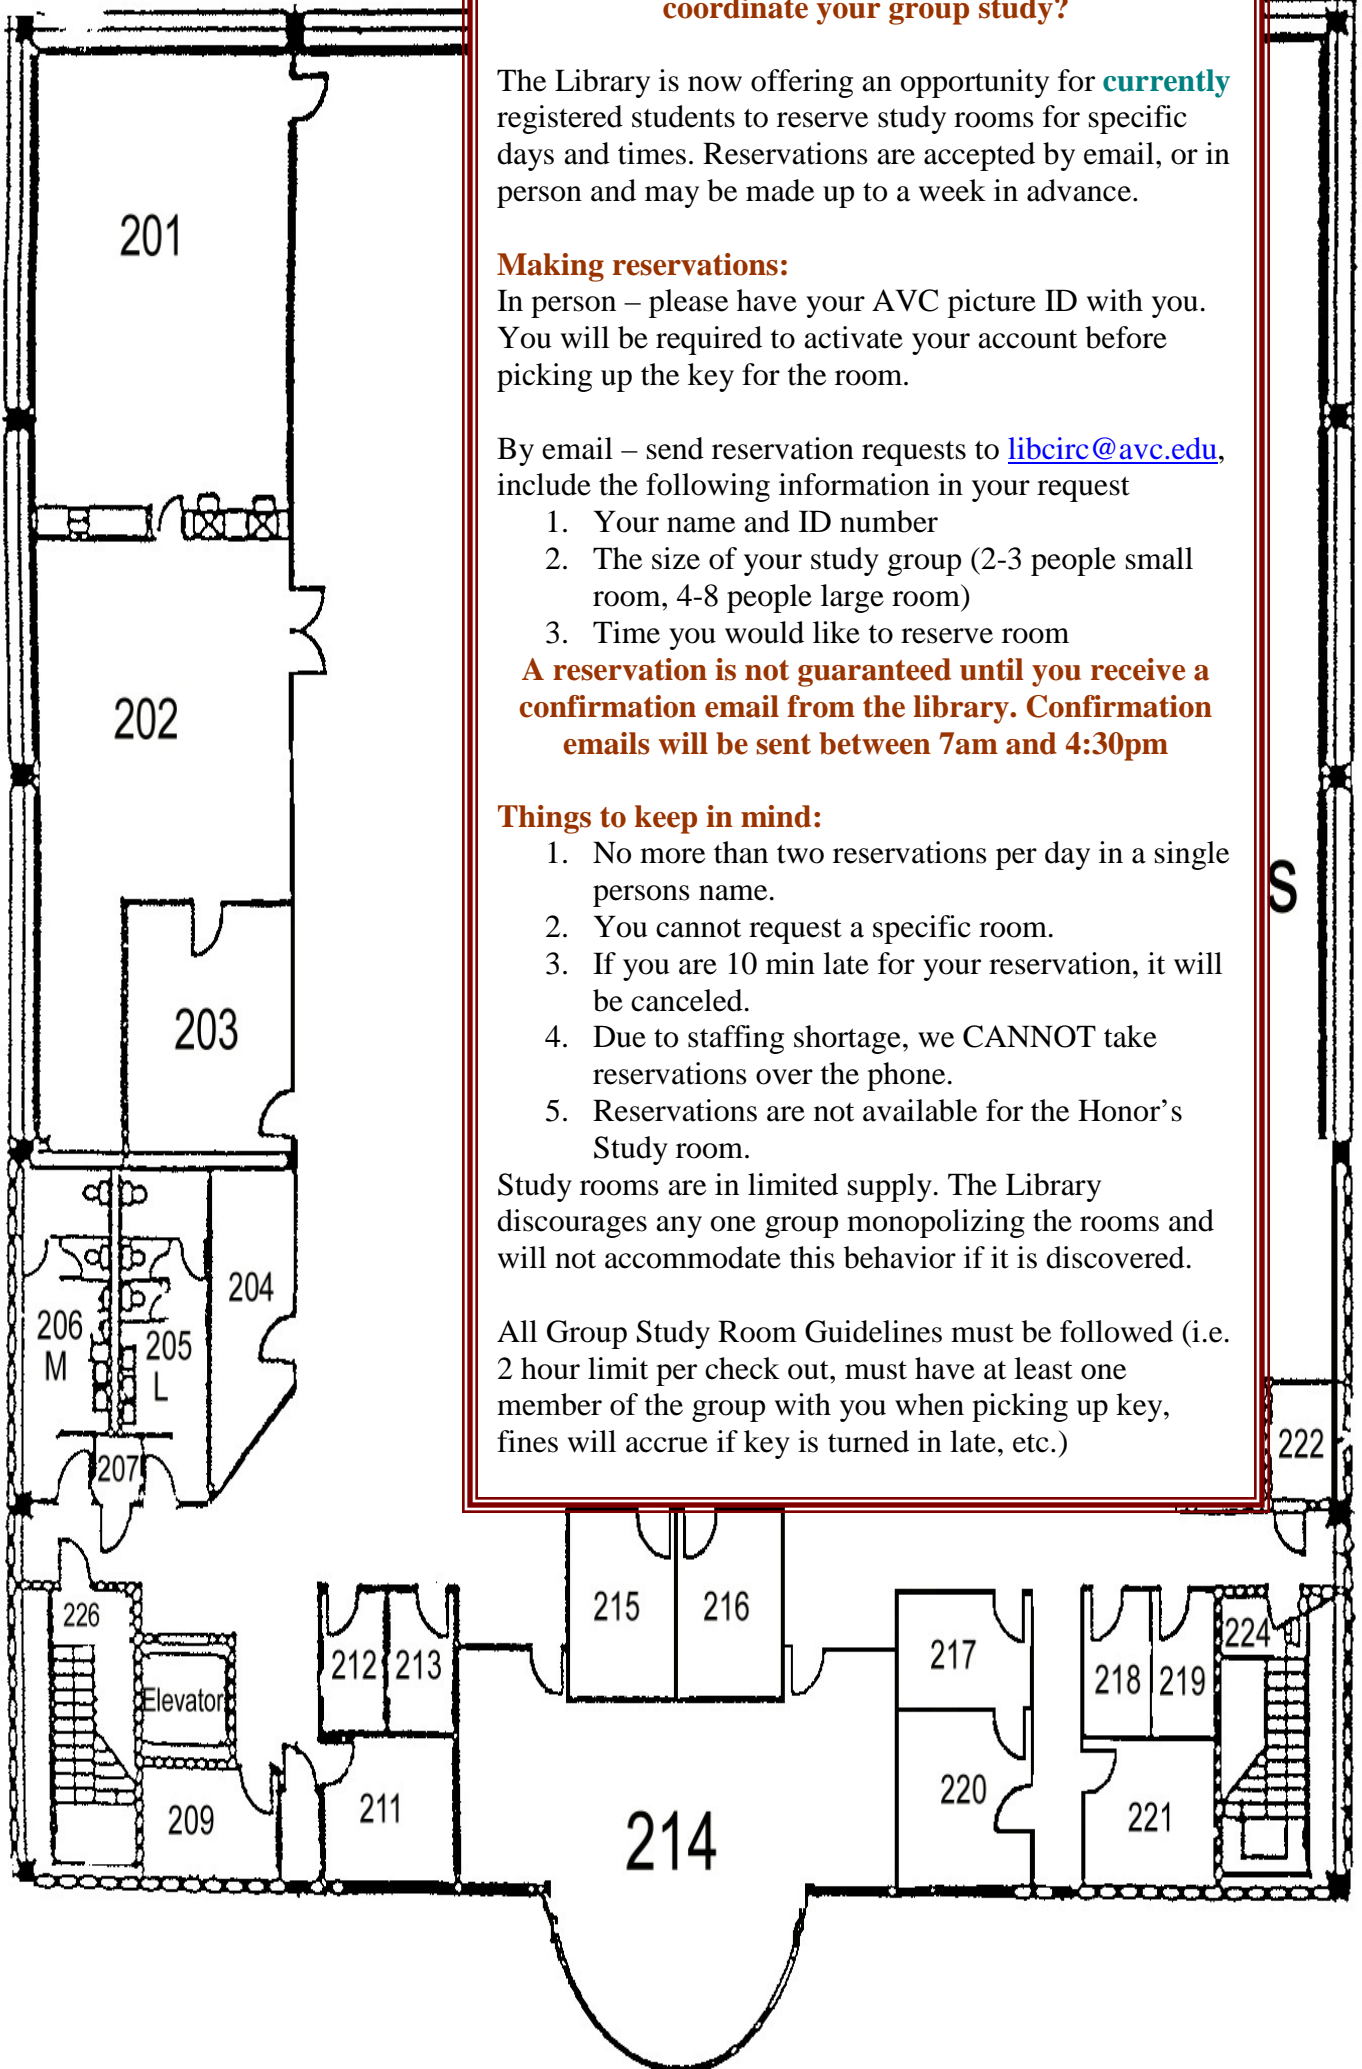 coordinate your group study?
The Library is now offering an opportunity for currently
registered students to reserve study rooms for specific
days and times. Reservations are accepted by email, or in
person and may be made up to a week in advance.
Making reservations:
In person – please have your AVC picture ID with you.
You will be required to activate your account before
picking up the key for the room.
By email – send reservation requests to libcirc@avc.edu,
include the following information in your request
1. Your name and ID number
2. The size of your study group (2-3 people small
room, 4-8 people large room)
3. Time you would like to reserve room
A reservation is not guaranteed until you receive a
confirmation email from the library. Confirmation
emails will be sent between 7am and 4:30pm
Things to keep in mind:
1. No more than two reservations per day in a single
persons name.
2. You cannot request a specific room.
3. If you are 10 min late for your reservation, it will
be canceled.
4. Due to staffing shortage, we CANNOT take
reservations over the phone.
5. Reservations are not available for the Honor’s
Study room.
Study rooms are in limited supply. The Library
discourages any one group monopolizing the rooms and
will not accommodate this behavior if it is discovered.
All Group Study Room Guidelines must be followed (i.e.
2 hour limit per check out, must have at least one
member of the group with you when picking up key,
fines will accrue if key is turned in late, etc.)
201
202
S
203
204
206
M
205
L
207
222
226
215
216
224
212
213
217
218
219
Elevator
209
211
214
220
221